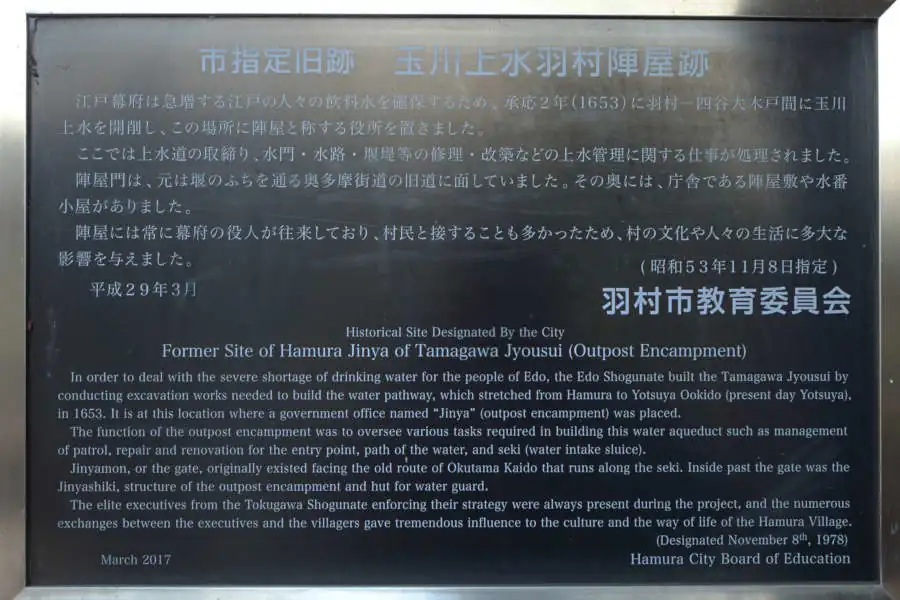 市指定旧跡 玉川上水羽村陣屋跡
江戸幕府は急増する江戸の人々の飲料水を確保するため、承応２年(1653)に羽村－四谷大木戸間に玉川
上水を開削し、この場所に陣屋と称する役所を置きました。
ここでは上水道の取締り、水門・水路・堰堤等の修理・改築などの上水管理に関する仕事が処理されました。
陣屋門は、元は堰のふちを通る奥多摩街道の旧道に面していました。その奥には、庁舎である陣屋敷や水番
小屋がありました。
陣屋には常に幕府の役人が往来しており、村民と接することも多かったため、村の文化や人々の生活に多大な
影響を与えました。
(昭和５３年１１月８日指定)
平成２９年３月
羽村市教育委員会
Historical Site Designated By the City
Former Site of Hamura Jinya of Tamagawa Jyousui (Outpost Encampment)
In order to deal with the severe shortage of drinking water for the people of Edo, the Edo Shogunate built the Tamagawa Jyousui by
conducting excavation works needed to build the water pathway, which stretched from Hamura to Yotsuya Ookido (present day Yotsuya),
in 1653. It is at this location where a government office named “Jinya” (outpost encampment) was placed.
The function of the outpost encampment was to oversee various tasks required in building this water aqueduct such as management
of patrol, repair and renovation for the entry point, path of the water, and seki (water intake sluice).
Jinyamon, or the gate, originally existed facing the old route of Okutama Kaido that runs along the seki. Inside past the gate was the
Jinyashiki, structure of the outpost encampment and hut for water guard.
The elite executives from the Tokugawa Shogunate enforcing their strategy were always present during the project, and the numerous
exchanges between the executives and the villagers gave tremendous influence to the culture and the way of life of the Hamura Village.
(Designated November 8th, 1978)
March 2017
Hamura City Board of Education